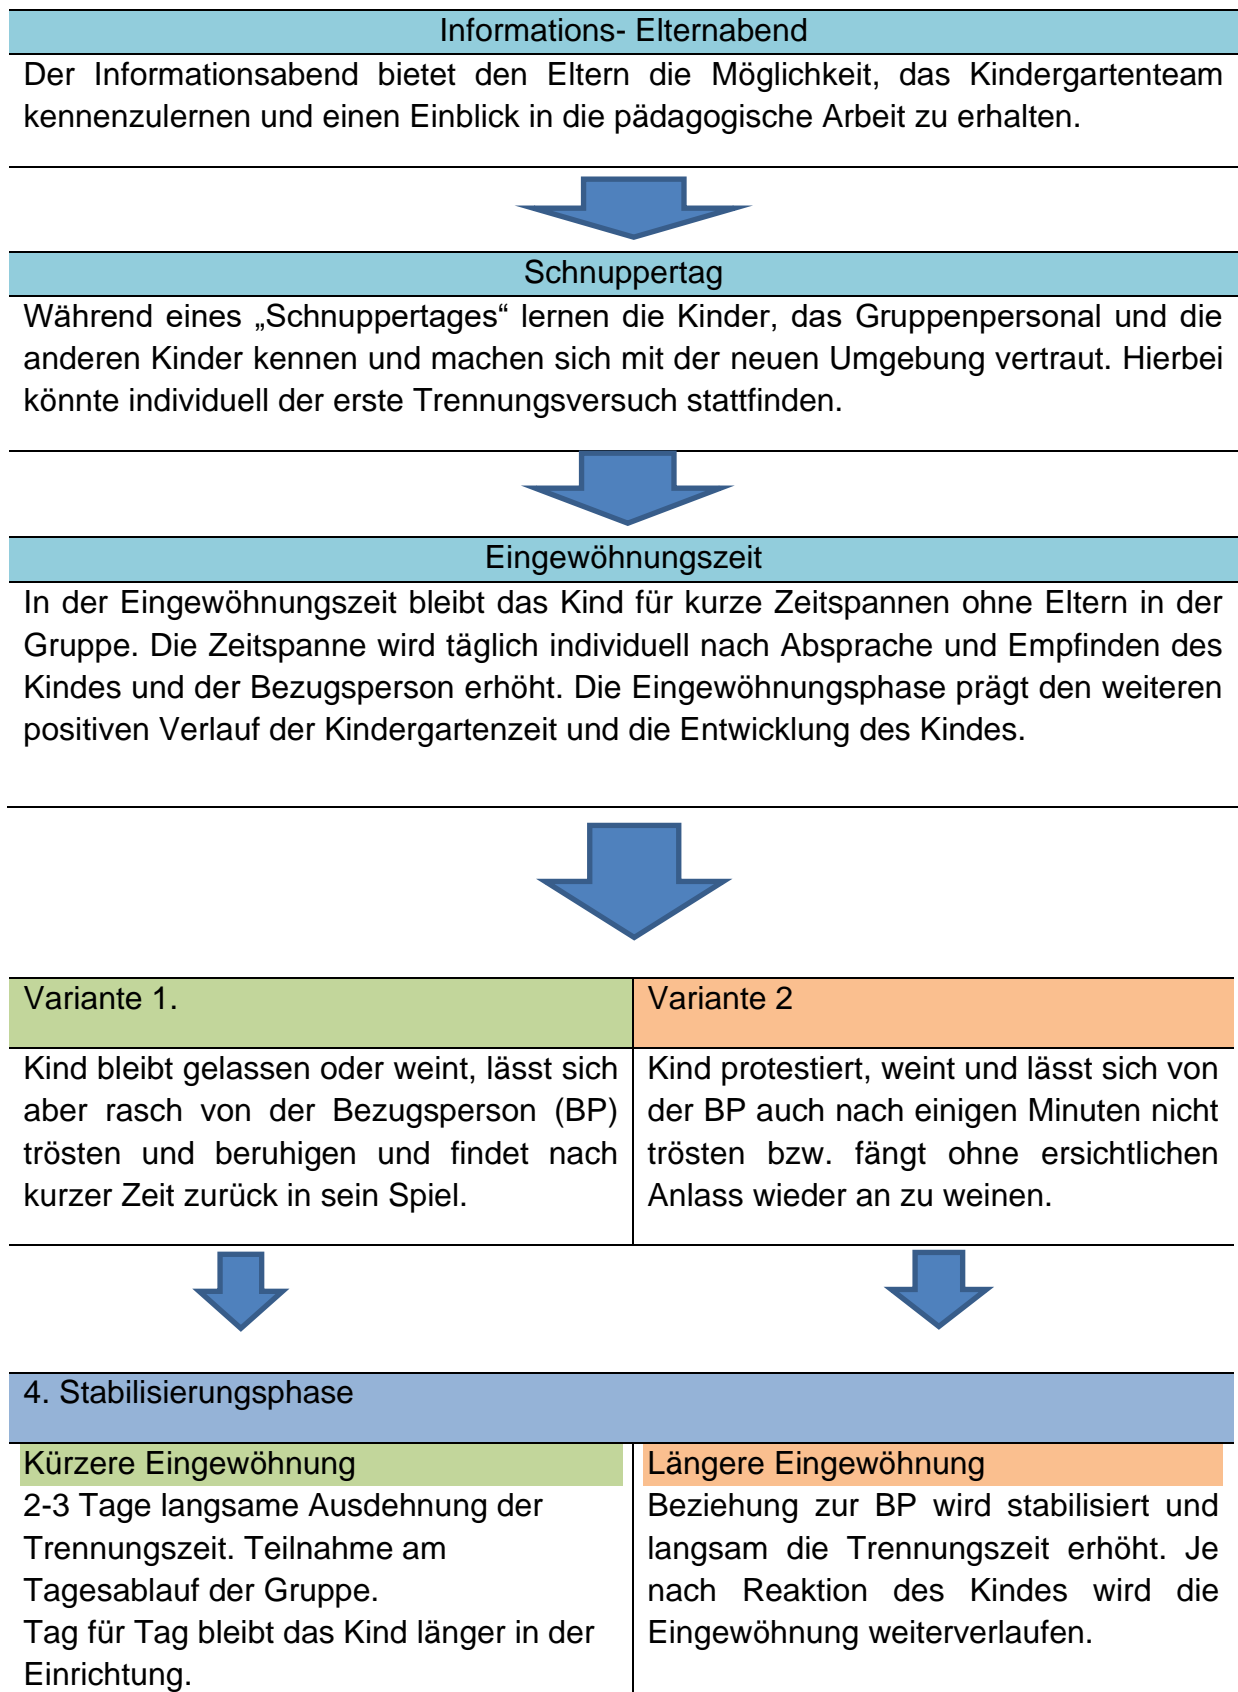 Informations- Elternabend
Der Informationsabend bietet den Eltern die Möglichkeit, das Kindergartenteam
kennenzulernen und einen Einblick in die pädagogische Arbeit zu erhalten.
Schnuppertag
Während eines „Schnuppertages“ lernen die Kinder, das Gruppenpersonal und die
anderen Kinder kennen und machen sich mit der neuen Umgebung vertraut. Hierbei
könnte individuell der erste Trennungsversuch stattfinden.
Eingewöhnungszeit
In der Eingewöhnungszeit bleibt das Kind für kurze Zeitspannen ohne Eltern in der
Gruppe. Die Zeitspanne wird täglich individuell nach Absprache und Empfinden des
Kindes und der Bezugsperson erhöht. Die Eingewöhnungsphase prägt den weiteren
positiven Verlauf der Kindergartenzeit und die Entwicklung des Kindes.
Variante 1.
Kind bleibt gelassen oder weint, lässt sich
aber rasch von der Bezugsperson (BP)
trösten und beruhigen und findet nach
kurzer Zeit zurück in sein Spiel.
Variante 2
Kind protestiert, weint und lässt sich von
der BP auch nach einigen Minuten nicht
trösten bzw. fängt ohne ersichtlichen
Anlass wieder an zu weinen.
4. Stabilisierungsphase
Kürzere Eingewöhnung
2-3 Tage langsame Ausdehnung der
Trennungszeit. Teilnahme am
Tagesablauf der Gruppe.
Tag für Tag bleibt das Kind länger in der
Einrichtung.
Längere Eingewöhnung
Beziehung zur BP wird stabilisiert und
langsam die Trennungszeit erhöht. Je
nach Reaktion des Kindes wird die
Eingewöhnung weiterverlaufen.